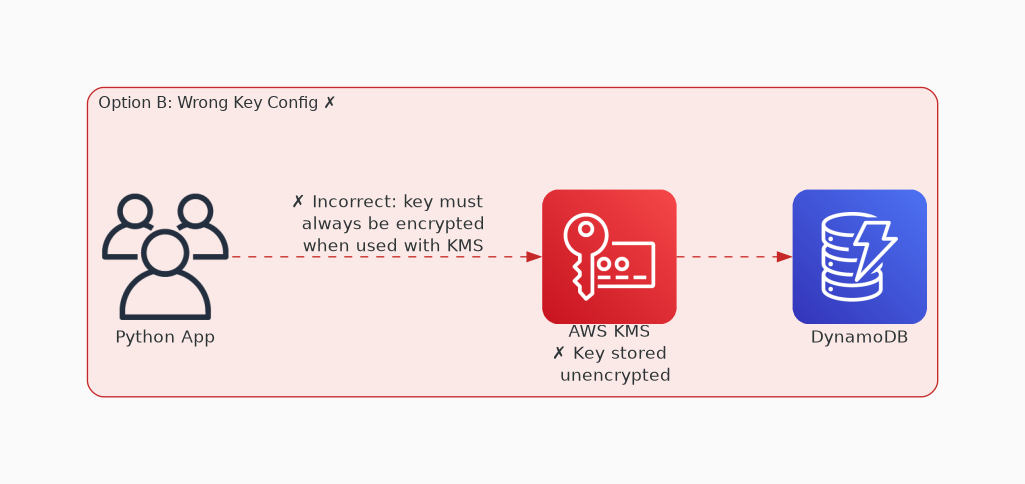 Option B: Wrong Key Config ✗
✗ Incorrect: key must
always be encrypted
when used with KMS
Python App
AWS KMS
✗ Key stored
unencrypted
DynamoDB